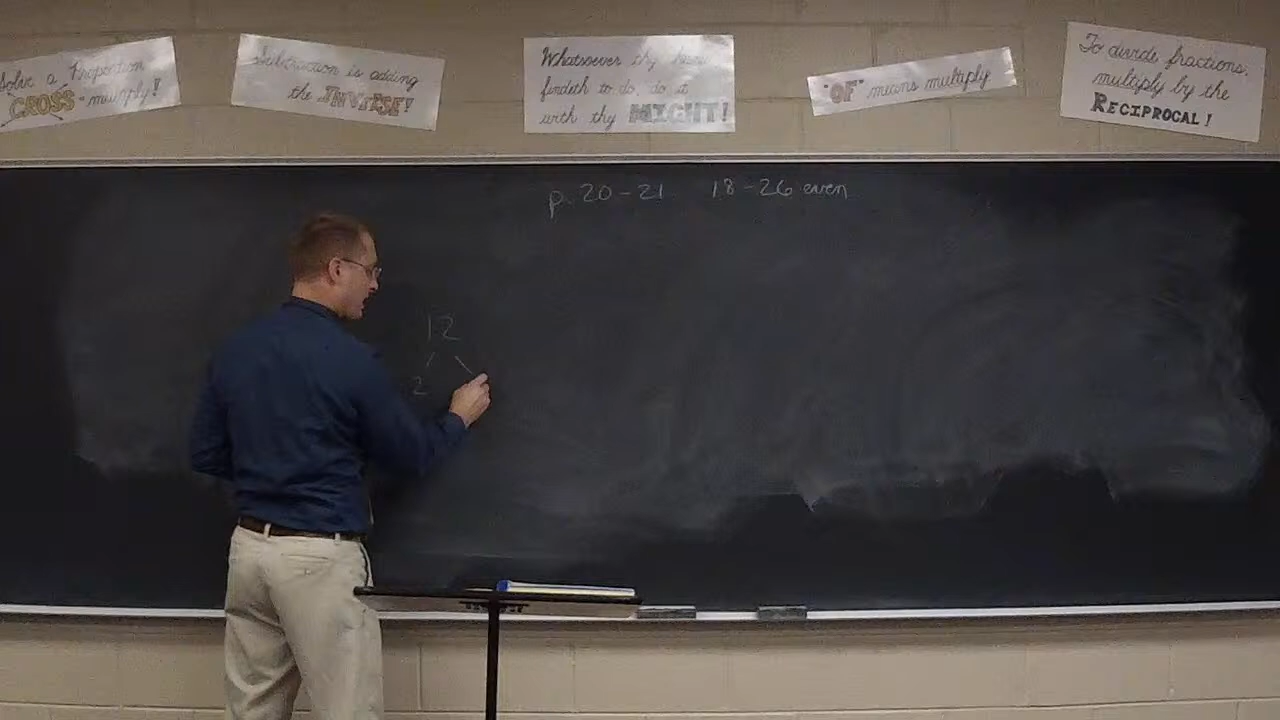 Solve a Proportion
"CROSS"-multiply!
Subtraction is adding
the INVERSE!
Whatsoever thy hand
findeth to do, do it
with thy MIGHT!
"OF" means multiply
To divide fractions,
multiply by the
RECIPROCAL!
p. 20-21 18-26 even
12
2